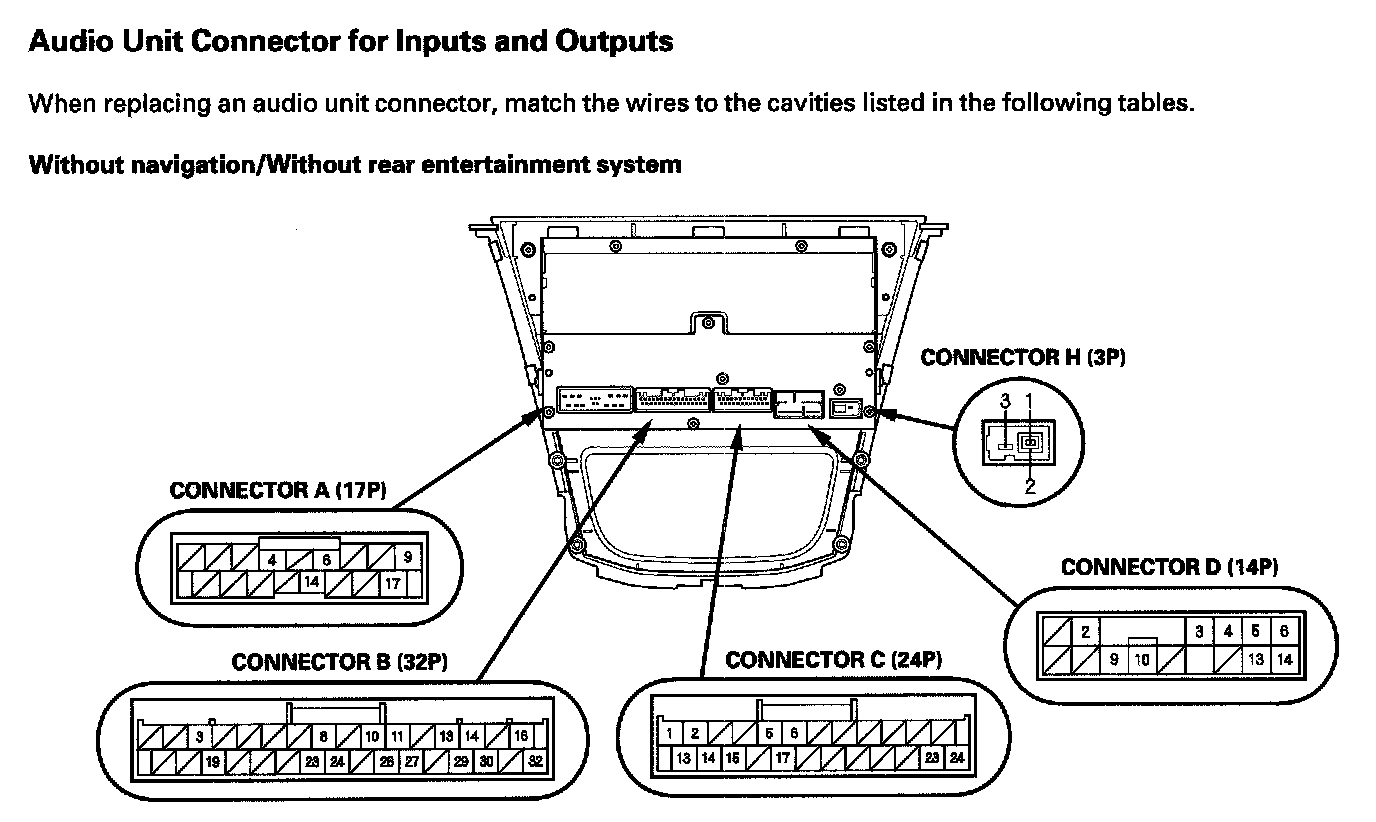 Audio Unit Connector for Inputs and Outputs
When replacing an audio unit connector, match the wires to the cavities listed in the following tables.
Without navigation/Without rear entertainment system
CONNECTOR H (3P)
3 1
2
CONNECTOR A (17P)
4 6 9
14 17
CONNECTOR D (14P)
2 3 4 5 6
9 10 13 14
CONNECTOR B (32P)
3 8 10 11 13 14 16
19 23 24 26 27 29 30 32
CONNECTOR C (24P)
1 2 5 6
13 14 15 17 23 24